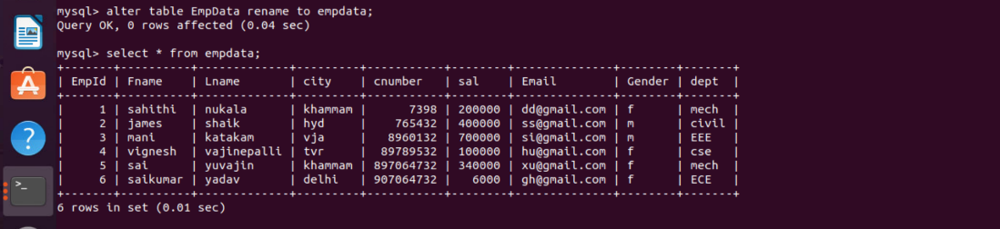 mysql> alter table EmpData rename to empdata;
Query OK, 0 rows affected (0.04 sec)
mysql> select * from empdata;
+-------+----------+--------------+---------+-----------+--------+--------------+--------+-------+
| EmpId | Fname    | Lname        | city    | cnumber   | sal    | Email        | Gender | dept  |
+-------+----------+--------------+---------+-----------+--------+--------------+--------+-------+
|     1 | sahithi  | nukala       | khammam |      7398 | 200000 | dd@gmail.com | f      | mech  |
|     2 | james    | shaik        | hyd     |    765432 | 400000 | ss@gmail.com | m      | civil |
|     3 | mani     | katakam      | vja     |   8960132 | 700000 | si@gmail.com | m      | EEE   |
|     4 | vignesh  | vajinepalli  | tvr     |  89789532 | 100000 | hu@gmail.com | f      | cse   |
|     5 | sai      | yuvajin      | khammam | 897064732 | 340000 | xu@gmail.com | f      | mech  |
|     6 | saikumar | yadav        | delhi   | 907064732 |   6000 | gh@gmail.com | f      | ECE   |
+-------+----------+--------------+---------+-----------+--------+--------------+--------+-------+
6 rows in set (0.01 sec)